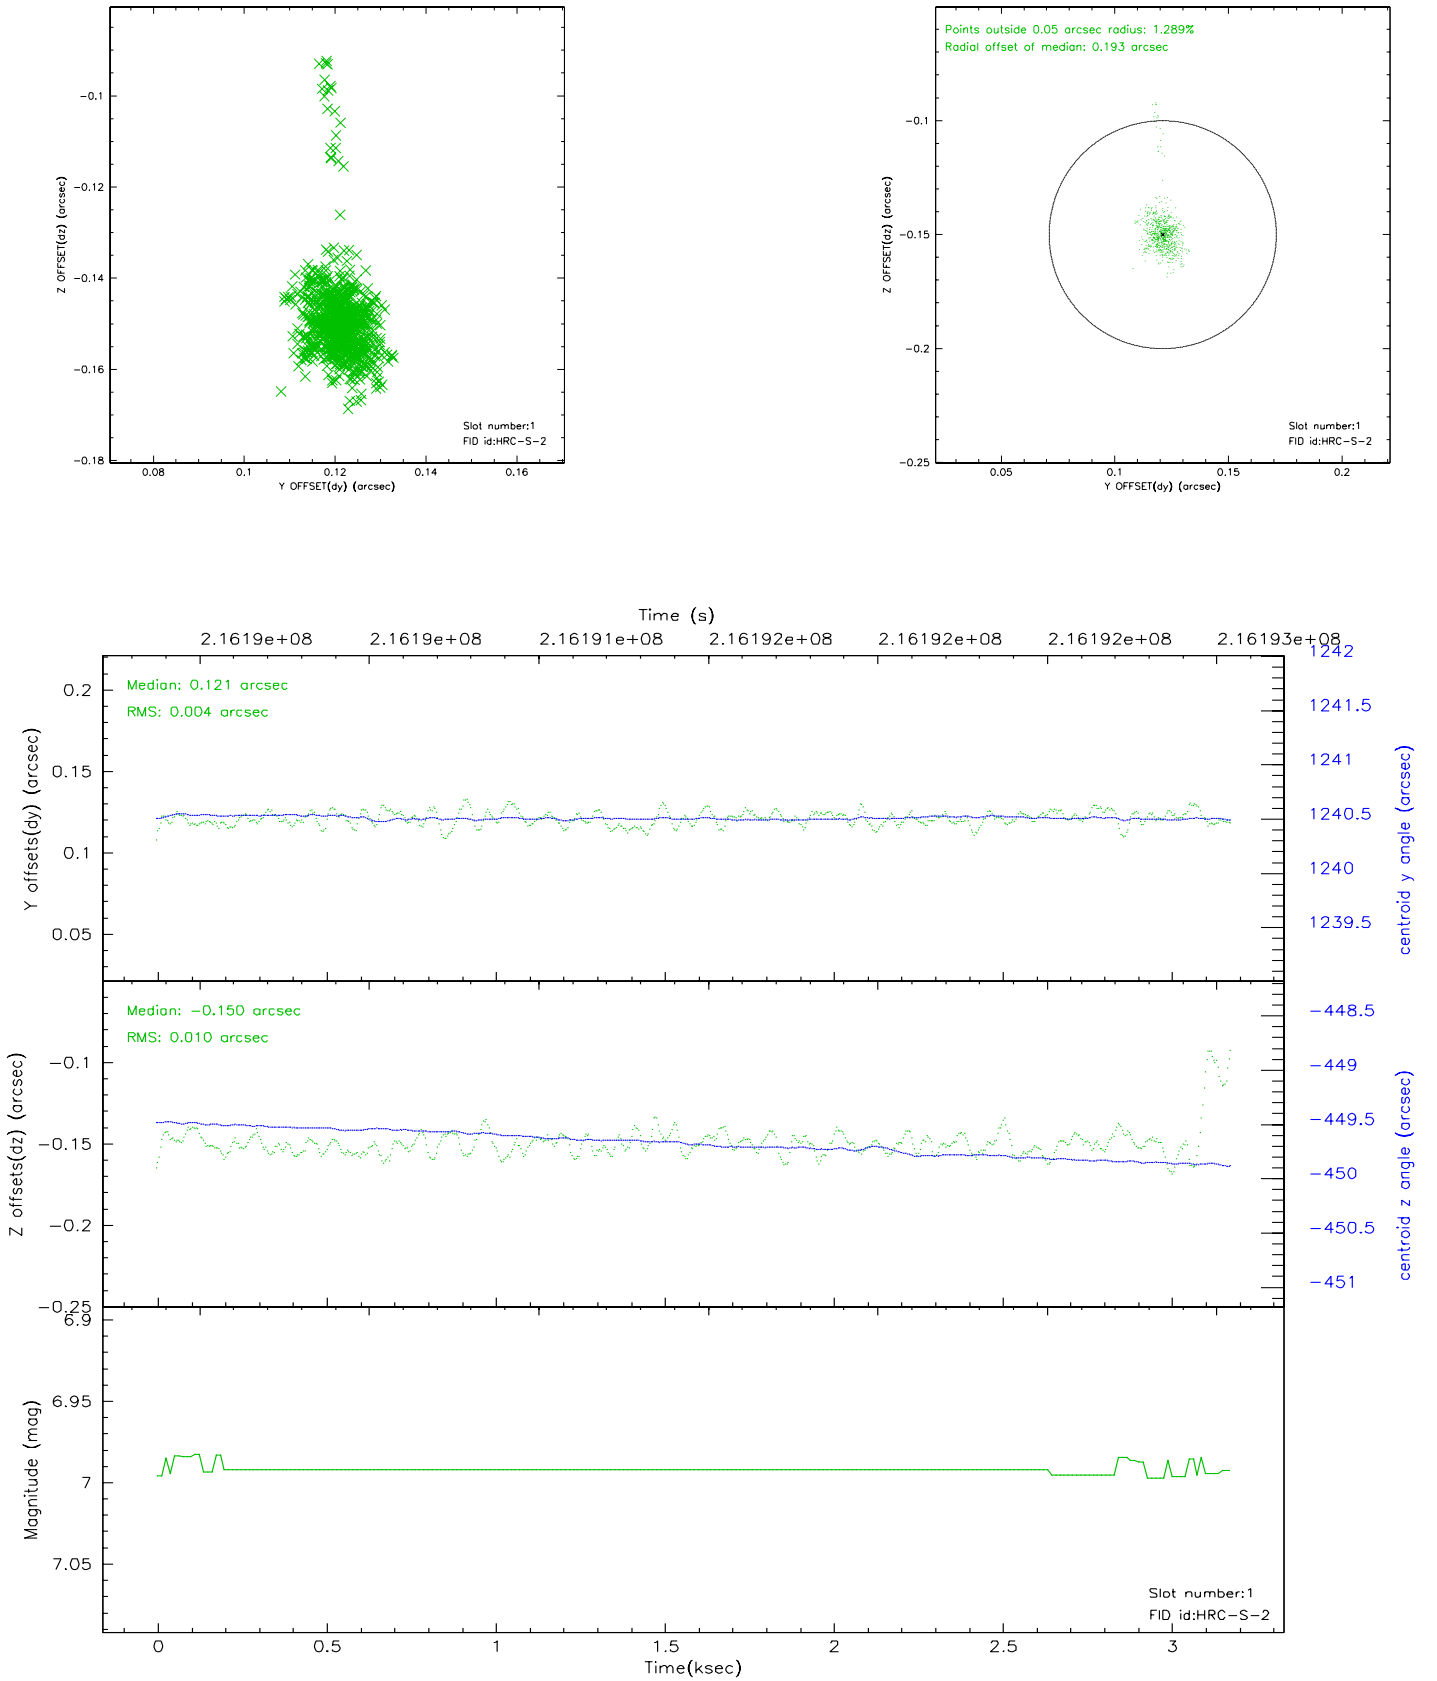 Points outside 0.05 arcsec radius: 1.289%
Radial offset of median: 0.193 arcsec
−0.1
−0.12
−0.14
−0.16
−0.18
Z OFFSET(dz) (arcsec)
Slot number:1
FID id:HRC−S−2
0.08 0.1 0.12 0.14 0.16
Y OFFSET(dy) (arcsec)
−0.1
−0.15
−0.2
−0.25
Z OFFSET(dz) (arcsec)
Slot number:1
FID id:HRC−S−2
0.05 0.1 0.15 0.2
Y OFFSET(dy) (arcsec)
Time (s)
2.1619e+08 2.1619e+08 2.16191e+08 2.16192e+08 2.16192e+08 2.16192e+08 2.16193e+08
Median: 0.121 arcsec
RMS: 0.004 arcsec
0.2
0.15
0.1
0.05
Y offsets(dy) (arcsec)
1242
1241.5
1241
1240.5
1240
1239.5
centroid y angle (arcsec)
Median: −0.150 arcsec
RMS: 0.010 arcsec
−0.1
−0.15
−0.2
−0.25
Z offsets(dz) (arcsec)
−448.5
−449
−449.5
−450
−450.5
−451
centroid z angle (arcsec)
6.9
6.95
7
7.05
Magnitude (mag)
Slot number:1
FID id:HRC−S−2
0 0.5 1 1.5 2 2.5 3
Time(ksec)